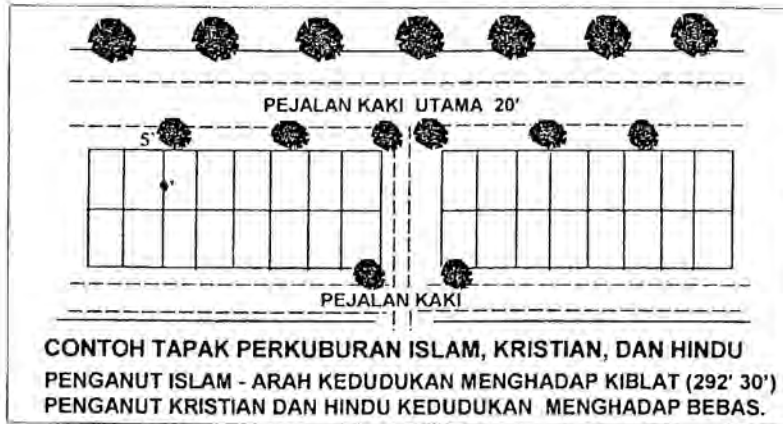 PEJALAN KAKI UTAMA 20'
5'
9'
PEJALAN KAKI
CONTOH TAPAK PERKUBURAN ISLAM, KRISTIAN, DAN HINDU
PENGANUT ISLAM - ARAH KEDUDUKAN MENGHADAP KIBLAT (292' 30')
PENGANUT KRISTIAN DAN HINDU KEDUDUKAN MENGHADAP BEBAS.